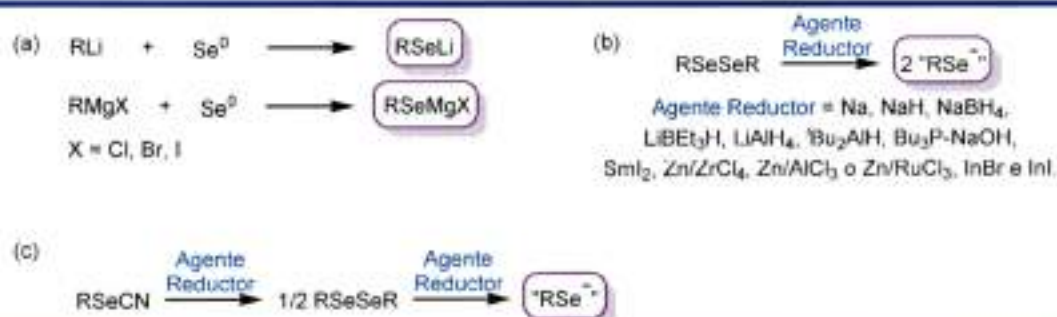 (a) RLi + Se⁰ RSeLi
RMgX + Se⁰ RSeMgX
X = Cl, Br, I
(b) RSeSeR Agente Reductor 2 "RSe⁻"
Agente Reductor = Na, NaH, NaBH₄,
LiBEt₃H, LiAlH₄, ⁱBu₂AlH, Bu₃P-NaOH,
SmI₂, Zn/ZrCl₄, Zn/AlCl₃ o Zn/RuCl₃, InBr e InI.
(c) RSeCN Agente Reductor 1/2 RSeSeR Agente Reductor "RSe⁻"